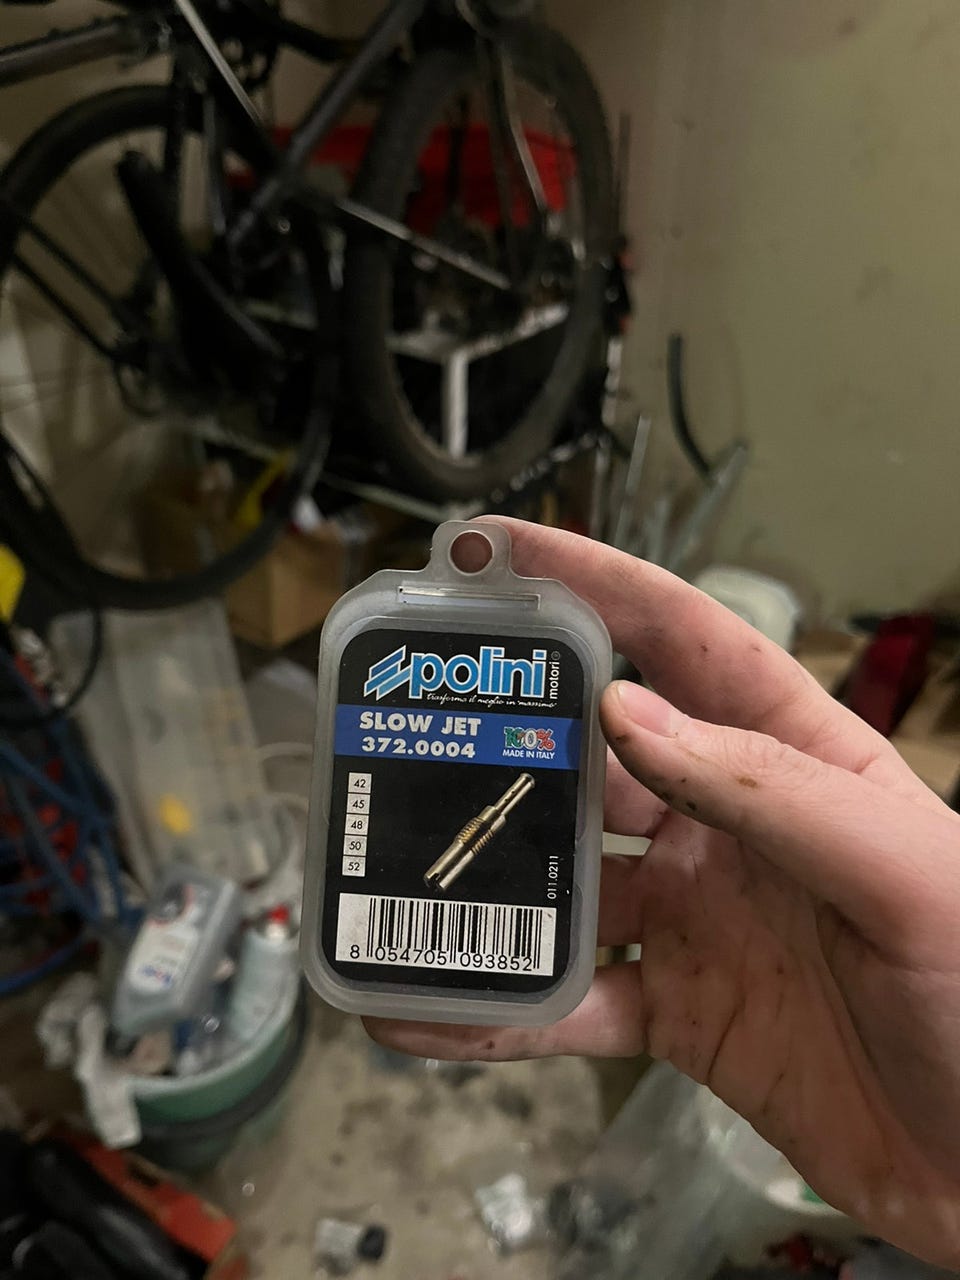 polini motori®
trasforma il meglio in "massimo"
SLOW JET
372.0004
100%
MADE IN ITALY
42
45
48
50
52
011.0211
8 054705 093852